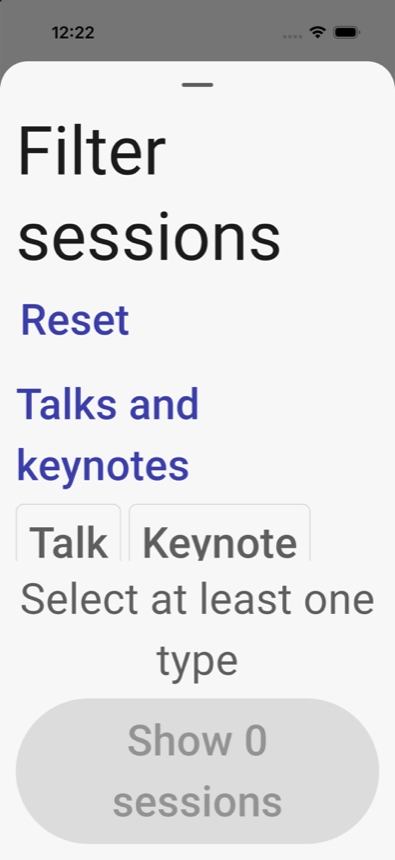 12:22
Filter
sessions
Reset
Talks and
keynotes
Talk Keynote
Select at least one
type
Show 0
sessions